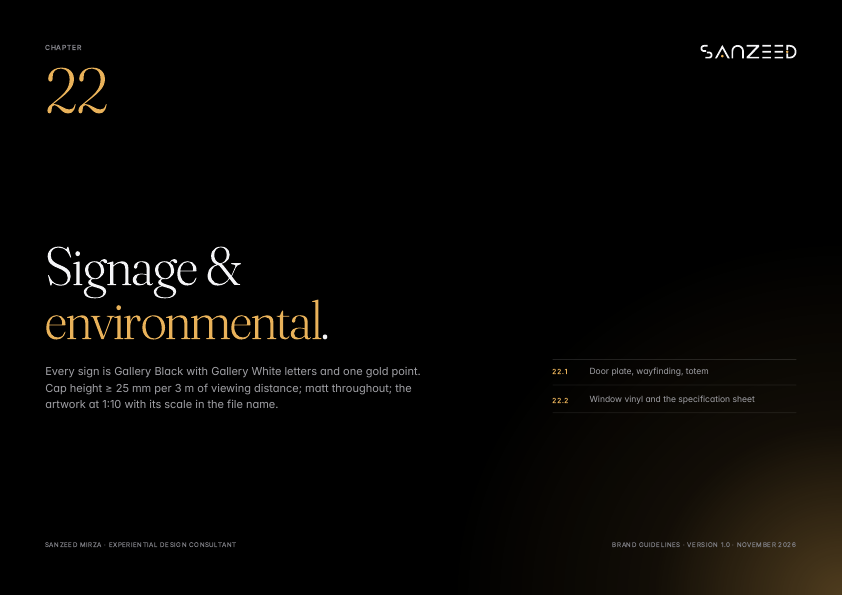 CHAPTER
SANZEED
22
Signage &
environmental.
Every sign is Gallery Black with Gallery White letters and one gold point.
Cap height ≥ 25 mm per 3 m of viewing distance; matt throughout; the
artwork at 1:10 with its scale in the file name.
22.1 Door plate, wayfinding, totem
22.2 Window vinyl and the specification sheet
SANZEED MIRZA · EXPERIENTIAL DESIGN CONSULTANT
BRAND GUIDELINES · VERSION 1.0 · NOVEMBER 2026